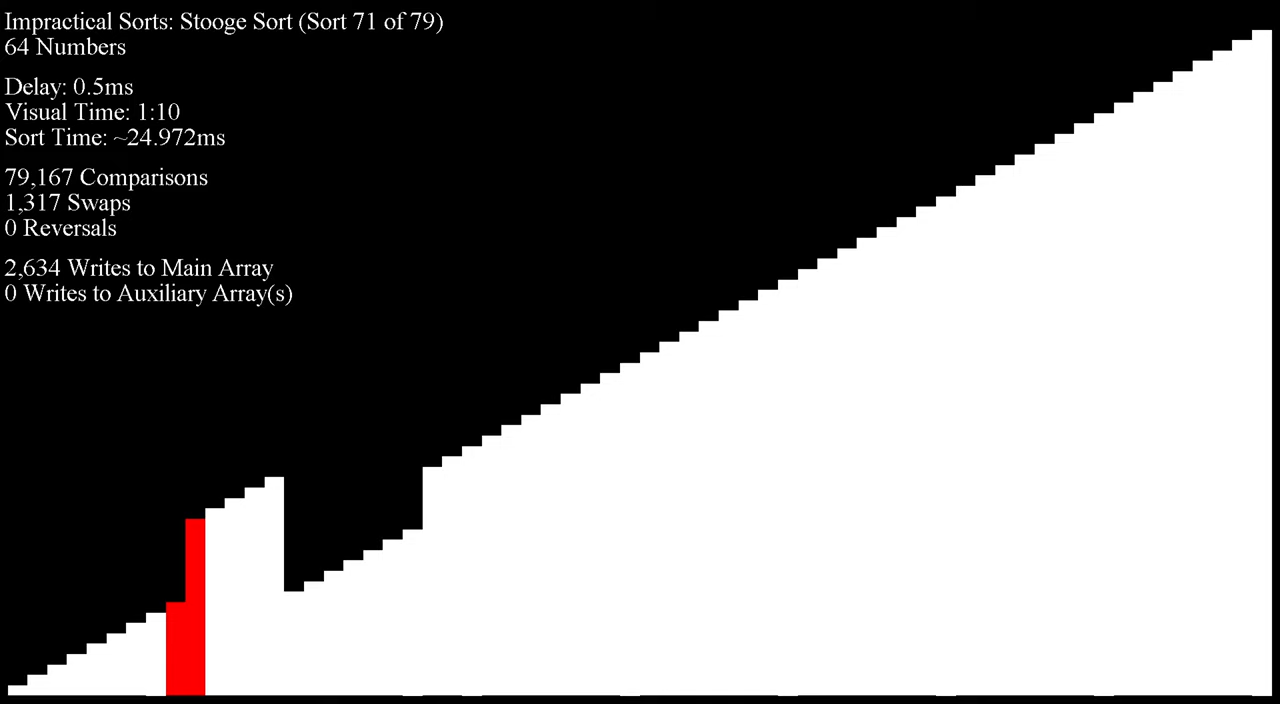 Impractical Sorts: Stooge Sort (Sort 71 of 79)
64 Numbers
Delay: 0.5ms
Visual Time: 1:10
Sort Time: ~24.972ms
79,167 Comparisons
1,317 Swaps
0 Reversals
2,634 Writes to Main Array
0 Writes to Auxiliary Array(s)